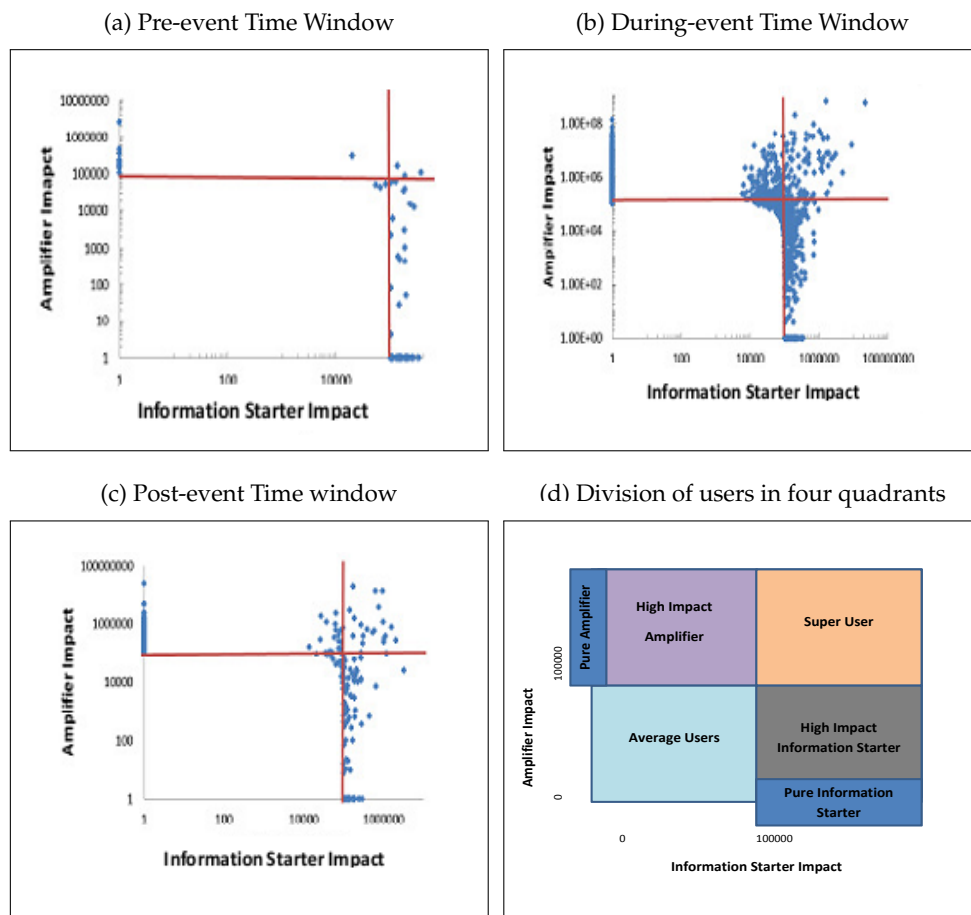 (a) Pre-event Time Window
(b) During-event Time Window
10000000
1000000
100000
10000
1000
100
10
1
1
100
10000
Amplifier Imapct
Information Starter Impact
1.00E+08
1.00E+06
1.00E+04
1.00E+02
1.00E+00
1
100
10000
1000000
100000000
Amplifier Impact
Information Starter Impact
(c) Post-event Time window
(d) Division of users in four quadrants
100000000
1000000
10000
100
1
1
100
10000
1000000
Amplifier Impact
Information Starter Impact
Pure Amplifier
High Impact
Amplifier
Super User
Average Users
High Impact
Information Starter
Pure Information
Starter
100000
0
Amplifier Impact
0
100000
Information Starter Impact